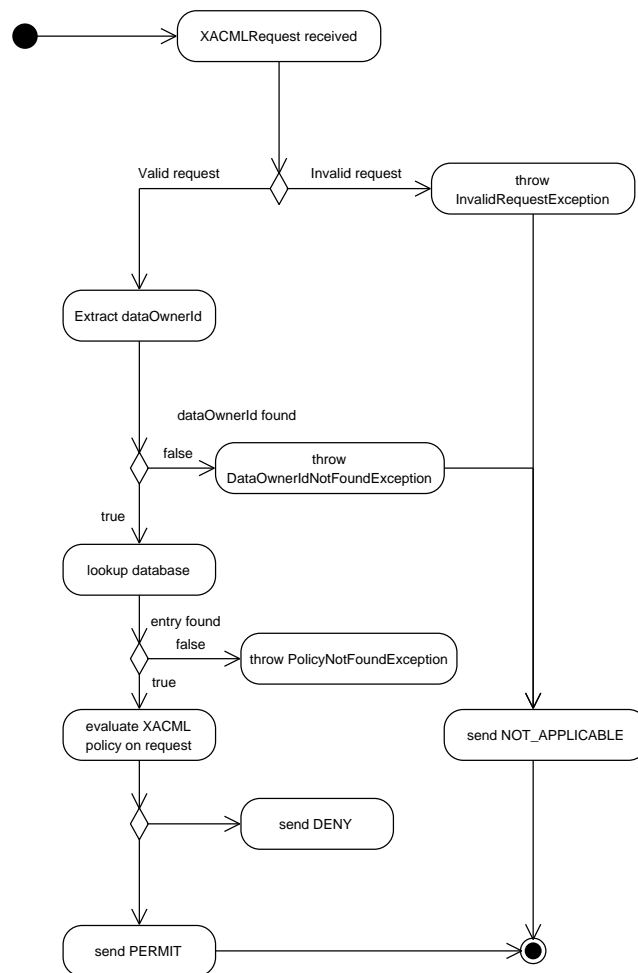 XACMLRequest received
Valid request
Invalid request
throw
InvalidRequestException
Extract dataOwnerId
dataOwnerId found
false
throw
DataOwnerIdNotFoundException
true
lookup database
entry found
false
throw PolicyNotFoundException
true
evaluate XACML
policy on request
send NOT_APPLICABLE
send DENY
send PERMIT